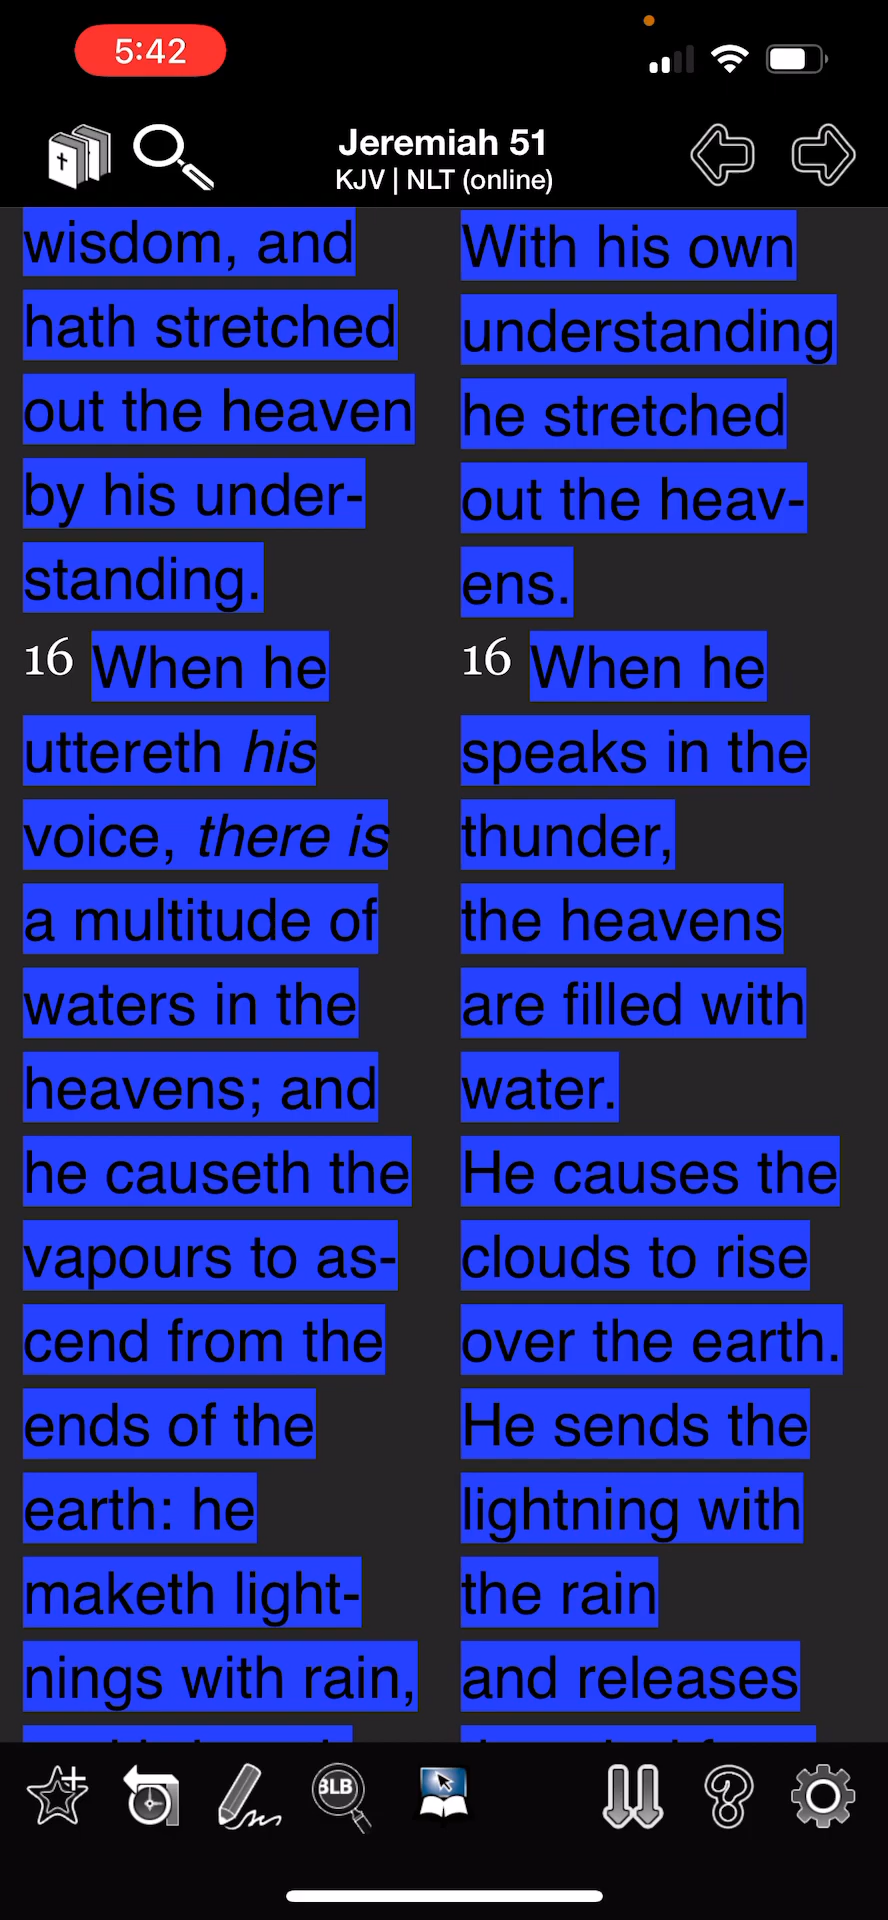 5:42
Jeremiah 51
KJV | NLT (online)
wisdom, and
hath stretched
out the heaven
by his under-
standing.
16 When he
uttereth his
voice, there is
a multitude of
waters in the
heavens; and
he causeth the
vapours to as-
cend from the
ends of the
earth: he
maketh light-
nings with rain,
With his own
understanding
he stretched
out the heav-
ens.
16 When he
speaks in the
thunder,
the heavens
are filled with
water.
He causes the
clouds to rise
over the earth.
He sends the
lightning with
the rain
and releases
BLB